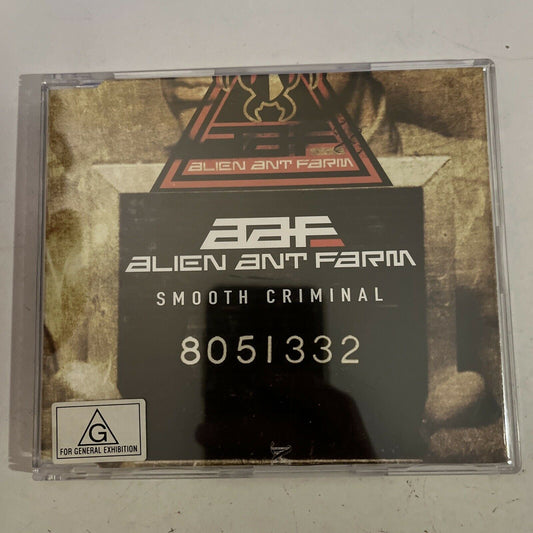 aaf
ALIEN ANT FARM
aaf
ALIEN ANT FARM
SMOOTH CRIMINAL
8051332
G
FOR GENERAL EXHIBITION